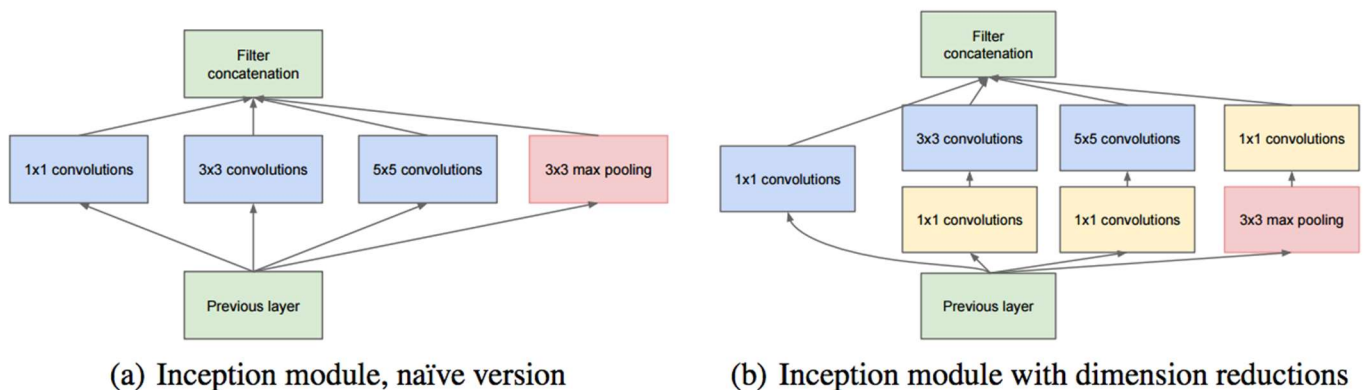 Filter
concatenation
1x1 convolutions
3x3 convolutions
5x5 convolutions
3x3 max pooling
Previous layer
(a) Inception module, naïve version
Filter
concatenation
3x3 convolutions
5x5 convolutions
1x1 convolutions
1x1 convolutions
1x1 convolutions
1x1 convolutions
3x3 max pooling
Previous layer
(b) Inception module with dimension reductions